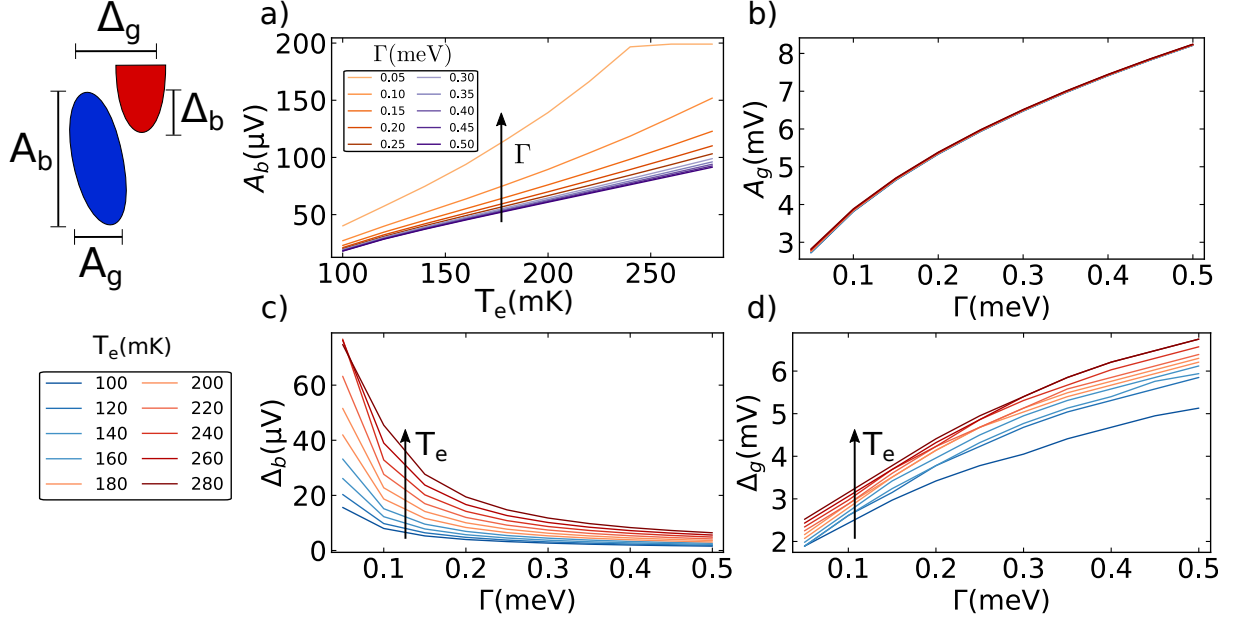 Δg
Δb
Ab
Ag
a)
Ab(µV)
200
150
100
50
Γ(meV)
0.05 0.30
0.10 0.35
0.15 0.40
0.20 0.45
0.25 0.50
Γ
100 150 200 250
Te(mK)
b)
Ag(mV)
8
7
6
5
4
3
0.1 0.2 0.3 0.4 0.5
Γ(meV)
Te(mK)
100 200
120 220
140 240
160 260
180 280
c)
Δb(µV)
60
40
20
0
Te
0.1 0.2 0.3 0.4 0.5
Γ(meV)
d)
Δg(mV)
6
5
4
3
2
Te
0.1 0.2 0.3 0.4 0.5
Γ(meV)